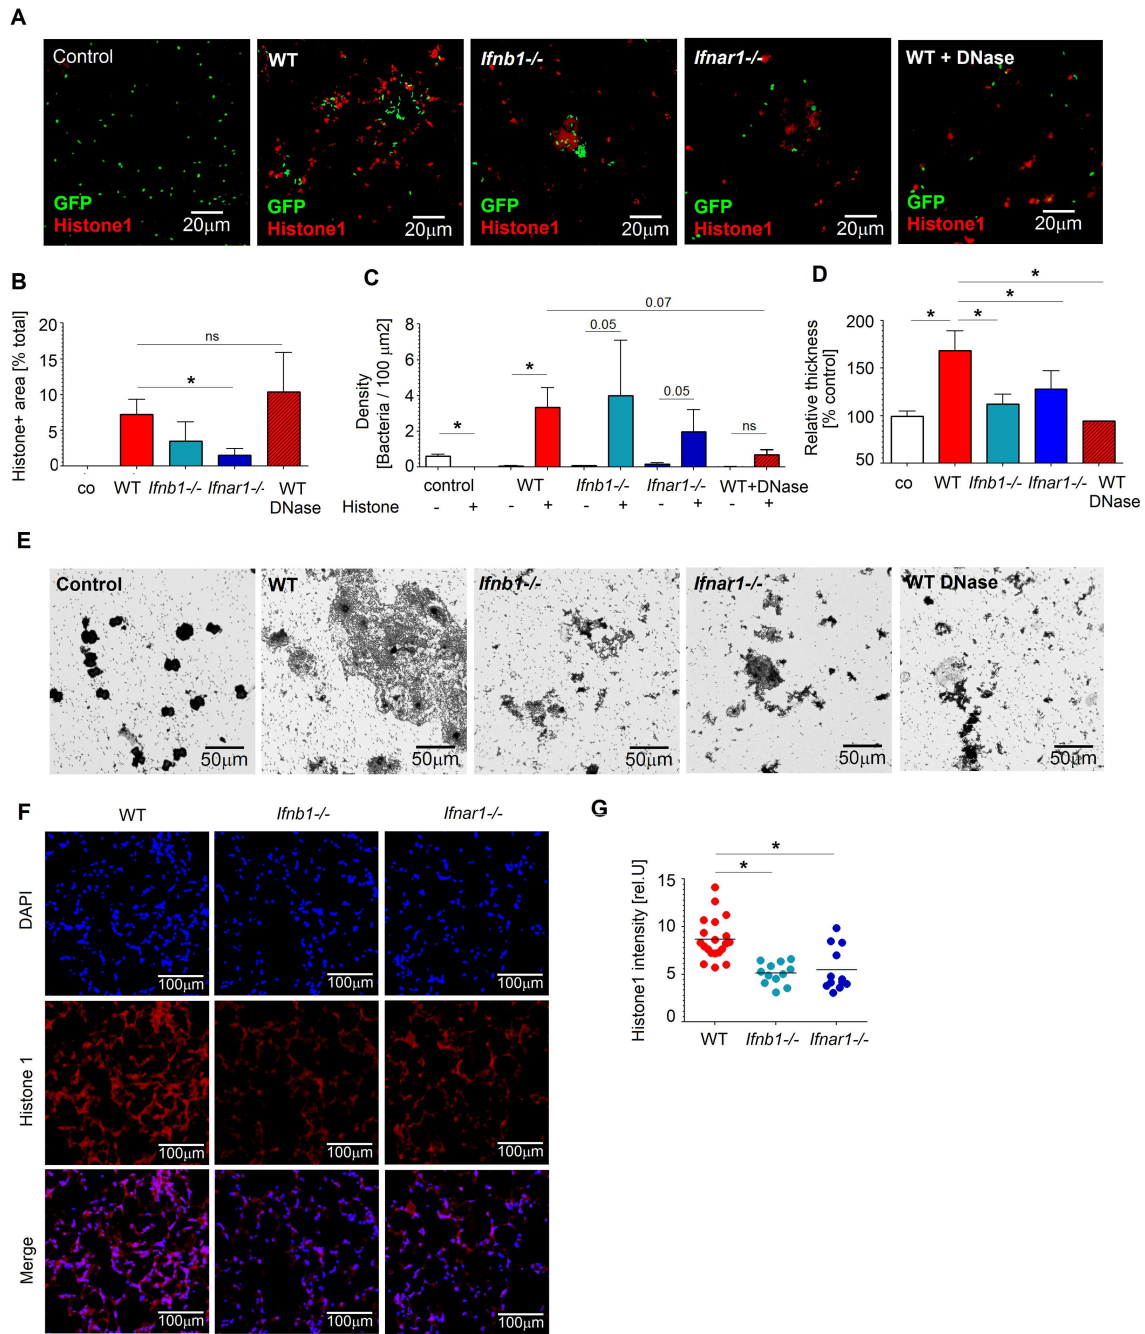 A
Control
WT
Ifnb1-/-
Ifnar1-/-
WT + DNase
GFP
Histone1
20µm
GFP
Histone1
20µm
GFP
Histone1
20µm
GFP
Histone1
20µm
GFP
Histone1
20µm
B
Histone+ area [% total]
20
15
10
5
0
ns
*
co
WT
Ifnb1-/-
Ifnar1-/-
WT
DNase
C
Density
[Bacteria / 100 µm2]
8
6
4
2
0
0.07
0.05
*
0.05
*
ns
control
WT
Ifnb1-/-
Ifnar1-/-
WT+DNase
Histone
- + - + - + - + - +
D
Relative thickness
[% control]
200
150
100
50
*
*
* *
co
WT
Ifnb1-/-
Ifnar1-/-
WT
DNase
E
Control
WT
Ifnb1-/-
Ifnar1-/-
WT DNase
50µm
50µm
50µm
50µm
50µm
F
WT
Ifnb1-/-
Ifnar1-/-
DAPI
100µm
100µm
100µm
Histone 1
100µm
100µm
100µm
Merge
100µm
100µm
100µm
G
Histone1 intensity [rel.U]
15
10
5
0
*
*
WT
Ifnb1-/-
Ifnar1-/-